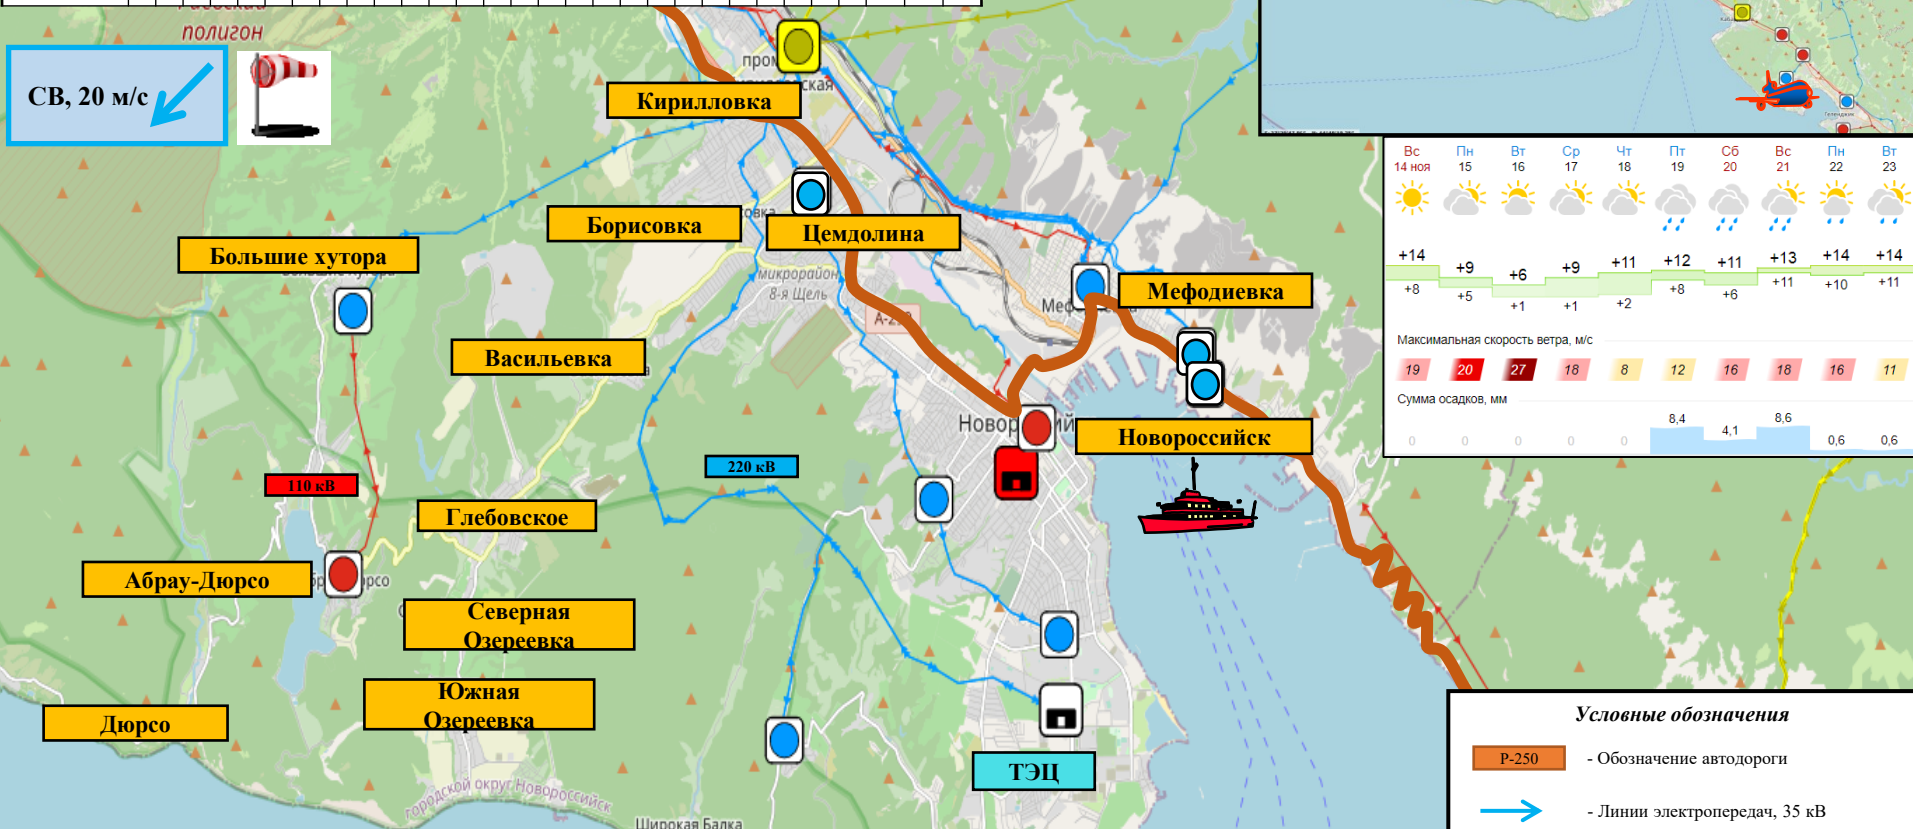 полигон
СВ, 20 м/с
Кирилловка
Борисовка
Цемдолина
Большие хутора
микрорайон
8-я Щель
Мефодиевка
Васильевка
Новороссийск
220 кВ
110 кВ
Глебовское
Абрау-Дюрсо
Северная
Озереевка
Южная
Озереевка
Дюрсо
ТЭЦ
городской округ Новороссийск
Широкая Балка
Вс Пн Вт Ср Чт Пт Сб Вс Пн Вт
14 ноя 15 16 17 18 19 20 21 22 23
+14 +9 +6 +9 +11 +12 +11 +13 +14 +14
+8 +5 +1 +1 +2 +8 +6 +11 +10 +11
Максимальная скорость ветра, м/с
19 20 27 18 8 12 16 18 16 11
Сумма осадков, мм
0 0 0 0 0 8,4 4,1 8,6 0,6 0,6
Условные обозначения
Р-250 - Обозначение автодороги
- Линии электропередач, 35 кВ